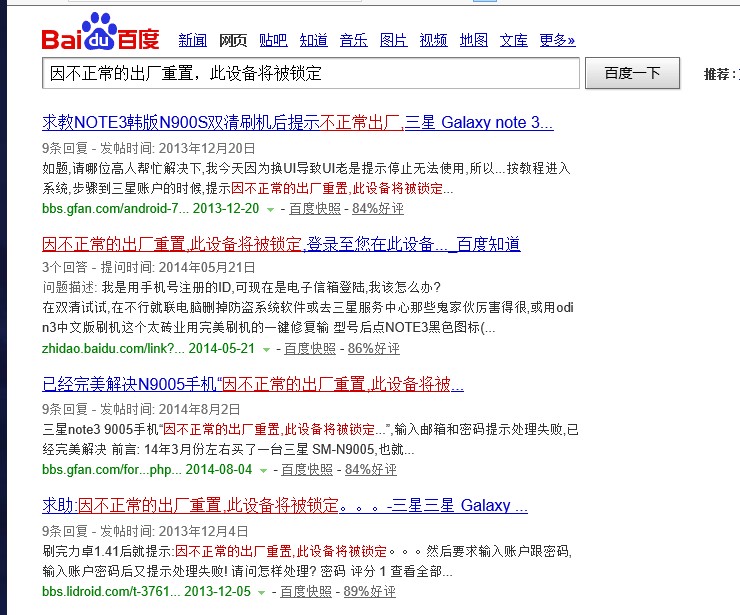 Bai du 百度 新闻 网页 贴吧 知道 音乐 图片 视频 地图 文库 更多»
因不正常的出厂重置，此设备将被锁定 百度一下 推荐:
求教NOTE3韩版N900S双清刷机后提示不正常出厂,三星 Galaxy note 3...
9条回复 - 发帖时间: 2013年12月20日
如题,请哪位高人帮忙解决下,我今天因为换UI导致UI老是提示停止无法使用,所以...按教程进入
系统,步骤到三星账户的时候,提示因不正常的出厂重置,此设备将被锁定...
bbs.gfan.com/android-7... 2013-12-20 - 百度快照 - 84%好评
因不正常的出厂重置,此设备将被锁定,登录至您在此设备..._百度知道
3个回答 - 提问时间: 2014年05月21日
问题描述: 我是用手机号注册的ID,可现在是电子信箱登陆,我该怎么办?
在双清试试,在不行就联电脑删掉防盗系统软件或去三星服务中心那些鬼家伙厉害得很,或用odi
n3中文版刷机这个太砖业用完美刷机的一键修复输 型号后点NOTE3黑色图标(...
zhidao.baidu.com/link?... 2014-05-21 - 百度快照 - 86%好评
已经完美解决N9005手机“因不正常的出厂重置,此设备将被...
9条回复 - 发帖时间: 2014年8月2日
三星note3 9005手机“因不正常的出厂重置,此设备将被锁定...”,输入邮箱和密码提示处理失败,已
经完美解决 前言: 14年3月份左右买了一台三星 SM-N9005,也就...
bbs.gfan.com/for...php... 2014-08-04 - 百度快照 - 84%好评
求助:因不正常的出厂重置,此设备将被锁定。。。-三星三星 Galaxy ...
9条回复 - 发帖时间: 2013年12月4日
刷完力卓1.41后就提示:因不正常的出厂重置,此设备将被锁定。。。然后要求输入账户跟密码,
输入账户密码后又提示处理失败! 请问怎样处理? 密码 评分 1 查看全部...
bbs.lidroid.com/t-3761... 2013-12-05 - 百度快照 - 89%好评